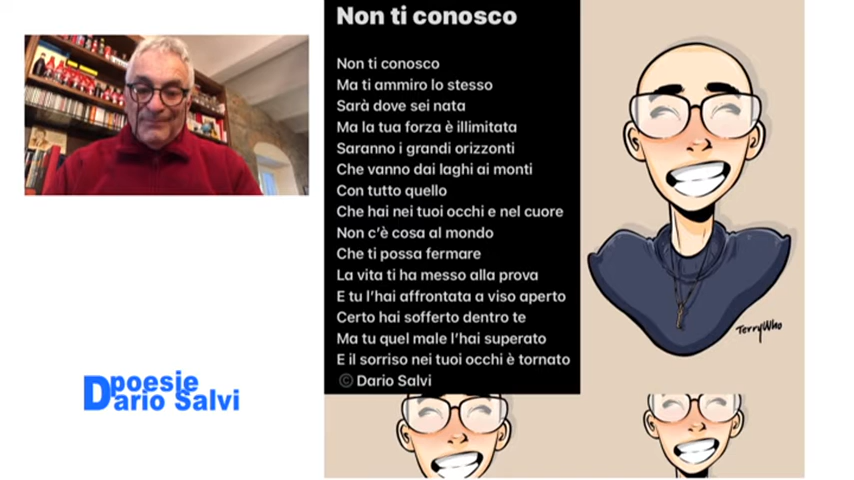 Non ti conosco
Non ti conosco
Ma ti ammiro lo stesso
Sarà dove sei nata
Ma la tua forza è illimitata
Saranno i grandi orizzonti
Che vanno dai laghi ai monti
Con tutto quello
Che hai nei tuoi occhi e nel cuore
Non c'è cosa al mondo
Che ti possa fermare
La vita ti ha messo alla prova
E tu l'hai affrontata a viso aperto
Certo hai sofferto dentro te
Ma tu quel male l'hai superato
E il sorriso nei tuoi occhi è tornato
© Dario Salvi
TerryWho
poesie
Dario Salvi